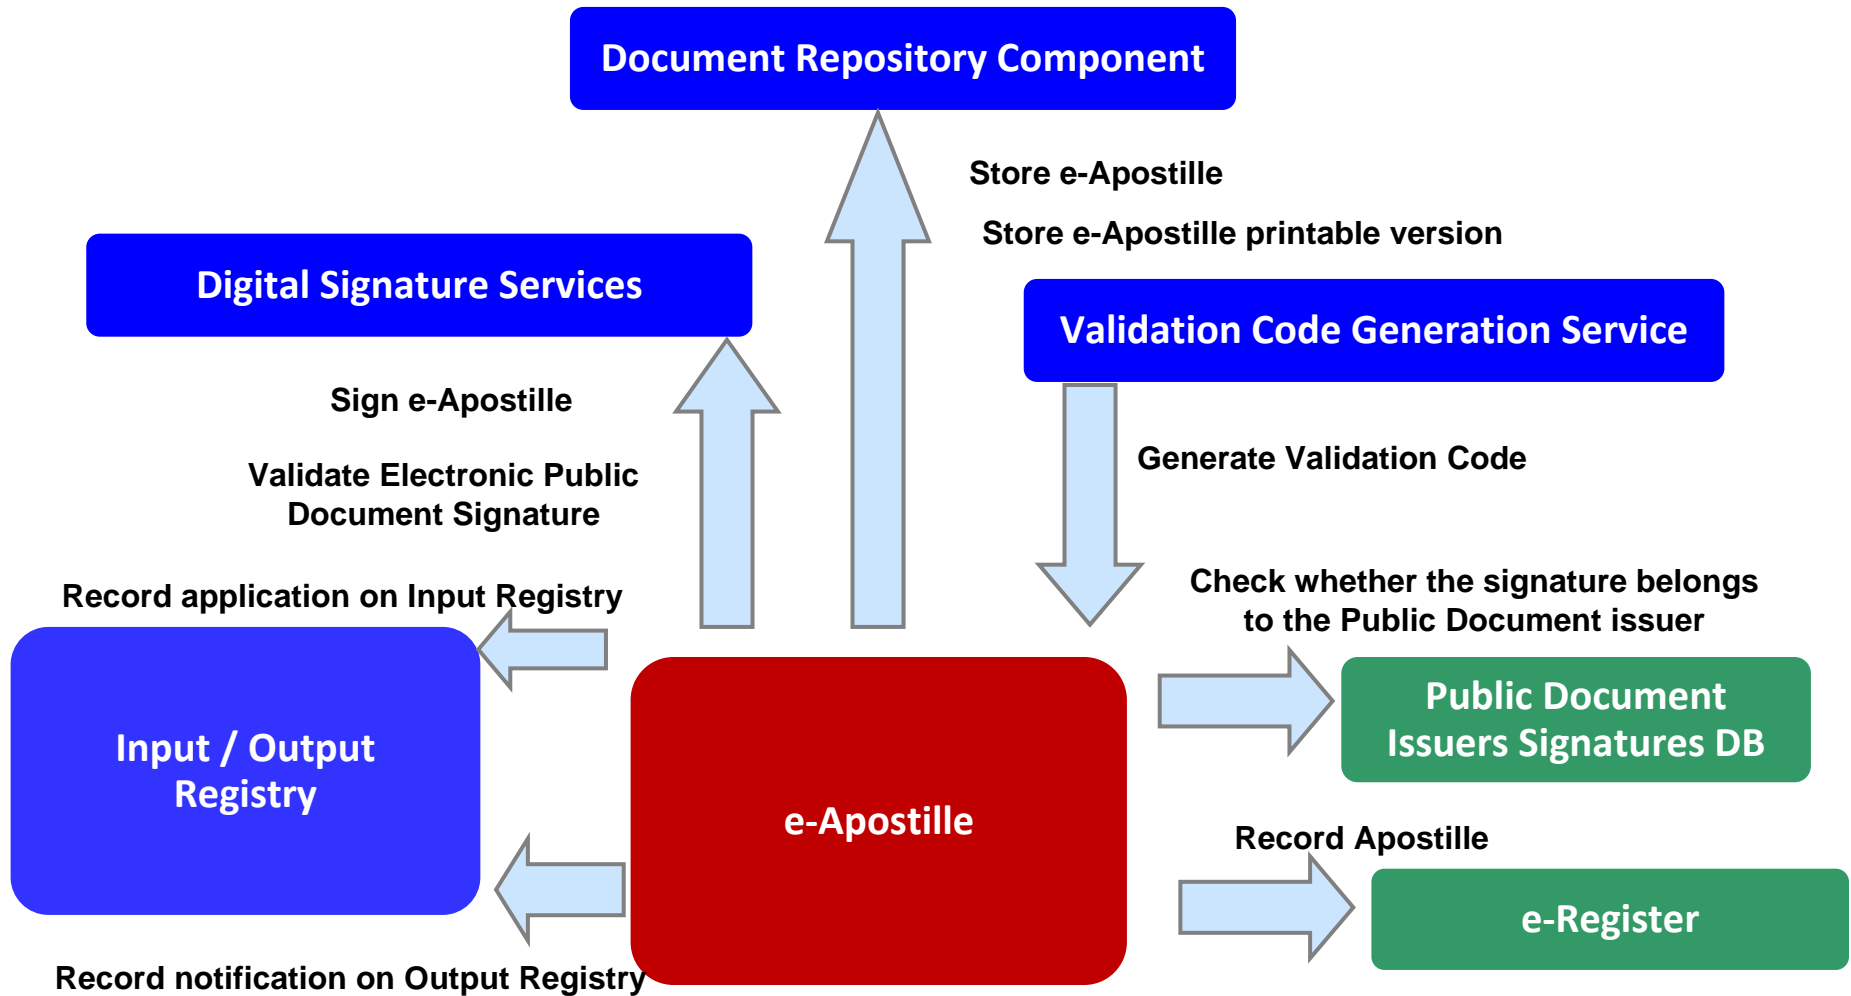 Document Repository Component
Store e-Apostille
Store e-Apostille printable version
Digital Signature Services
Validation Code Generation Service
Sign e-Apostille
Generate Validation Code
Validate Electronic Public
Document Signature
Record application on Input Registry
Check whether the signature belongs
to the Public Document issuer
Input / Output
Registry
e-Apostille
Public Document
Issuers Signatures DB
Record Apostille
e-Register
Record notification on Output Registry